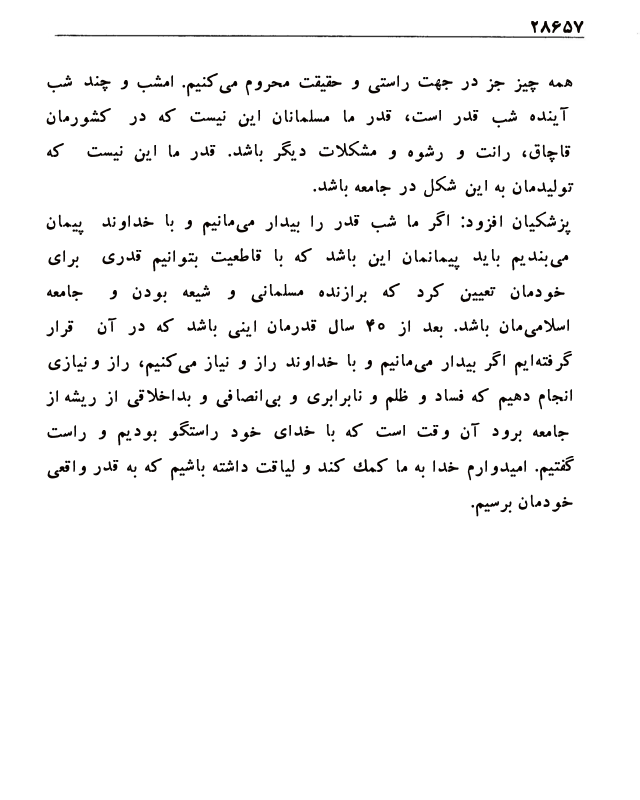 ۲۸۶۵۷
همه چیز جز در جهت راستی و حقیقت محروم می‌کنیم. امشب و چند شب
آینده شب قدر است، قدر ما مسلمانان این نیست که در کشورمان
قاچاق، رانت و رشوه و مشکلات دیگر باشد. قدر ما این نیست که
تولیدمان به این شکل در جامعه باشد.
پزشکیان افزود: اگر ما شب قدر را بیدار می‌مانیم و با خداوند پیمان
می‌بندیم باید پیمانمان این باشد که با قاطعیت بتوانیم قدری برای
خودمان تعیین کرد که برازنده مسلمانی و شیعه بودن و جامعه
اسلامی‌مان باشد. بعد از ۴۰ سال قدرمان اینی باشد که در آن قرار
گرفته‌ایم اگر بیدار می‌مانیم و با خداوند راز و نیاز می‌کنیم، راز و نیازی
انجام دهیم که فساد و ظلم و نابرابری و بی‌انصافی و بداخلاقی از ریشه از
جامعه برود آن وقت است که با خدای خود راستگو بودیم و راست
گفتیم. امیدوارم خدا به ما کمك کند و لیاقت داشته باشیم که به قدر واقعی
خودمان برسیم.